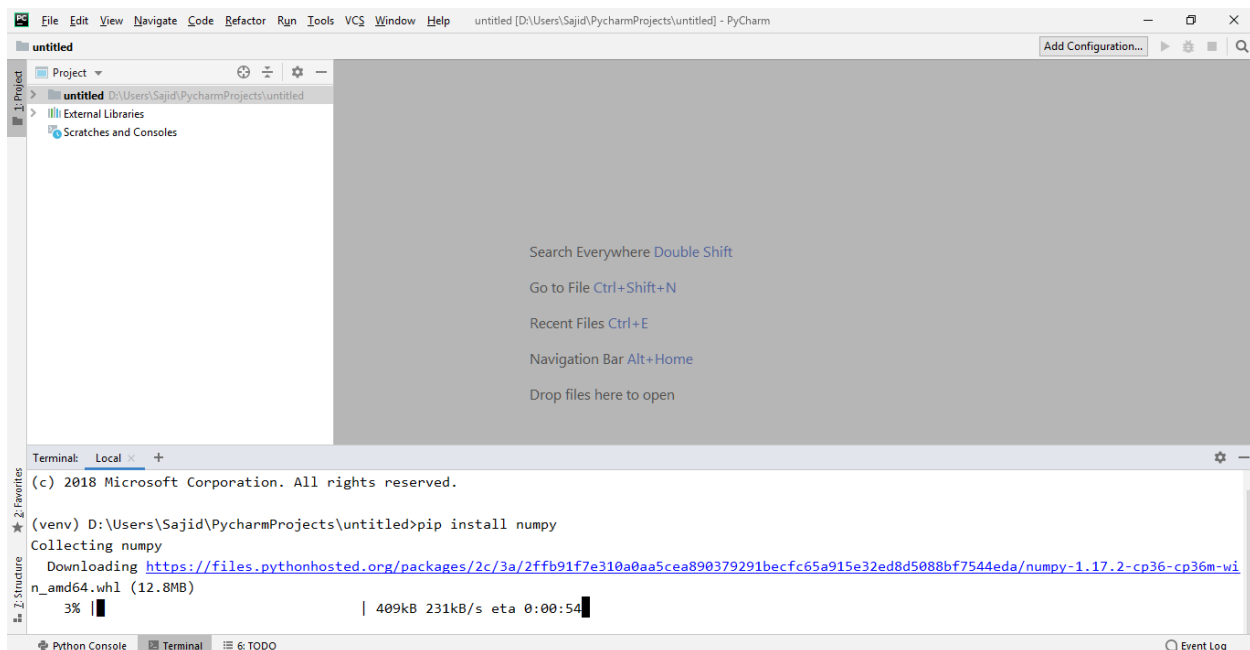 PC File Edit View Navigate Code Refactor Run Tools VCS Window Help untitled [D:\Users\Sajid\PycharmProjects\untitled] - PyCharm
untitled
Add Configuration...
1: Project
Project
untitled D:\Users\Sajid\PycharmProjects\untitled
External Libraries
Scratches and Consoles
Search Everywhere Double Shift
Go to File Ctrl+Shift+N
Recent Files Ctrl+E
Navigation Bar Alt+Home
Drop files here to open
Terminal: Local × +
2: Favorites
7: Structure
(c) 2018 Microsoft Corporation. All rights reserved.
(venv) D:\Users\Sajid\PycharmProjects\untitled>pip install numpy
Collecting numpy
Downloading https://files.pythonhosted.org/packages/2c/3a/2ffb91f7e310a0aa5cea890379291becfc65a915e32ed8d5088bf7544eda/numpy-1.17.2-cp36-cp36m-wi
n_amd64.whl (12.8MB)
3% | | 409kB 231kB/s eta 0:00:54
Python Console Terminal 6: TODO Event Log